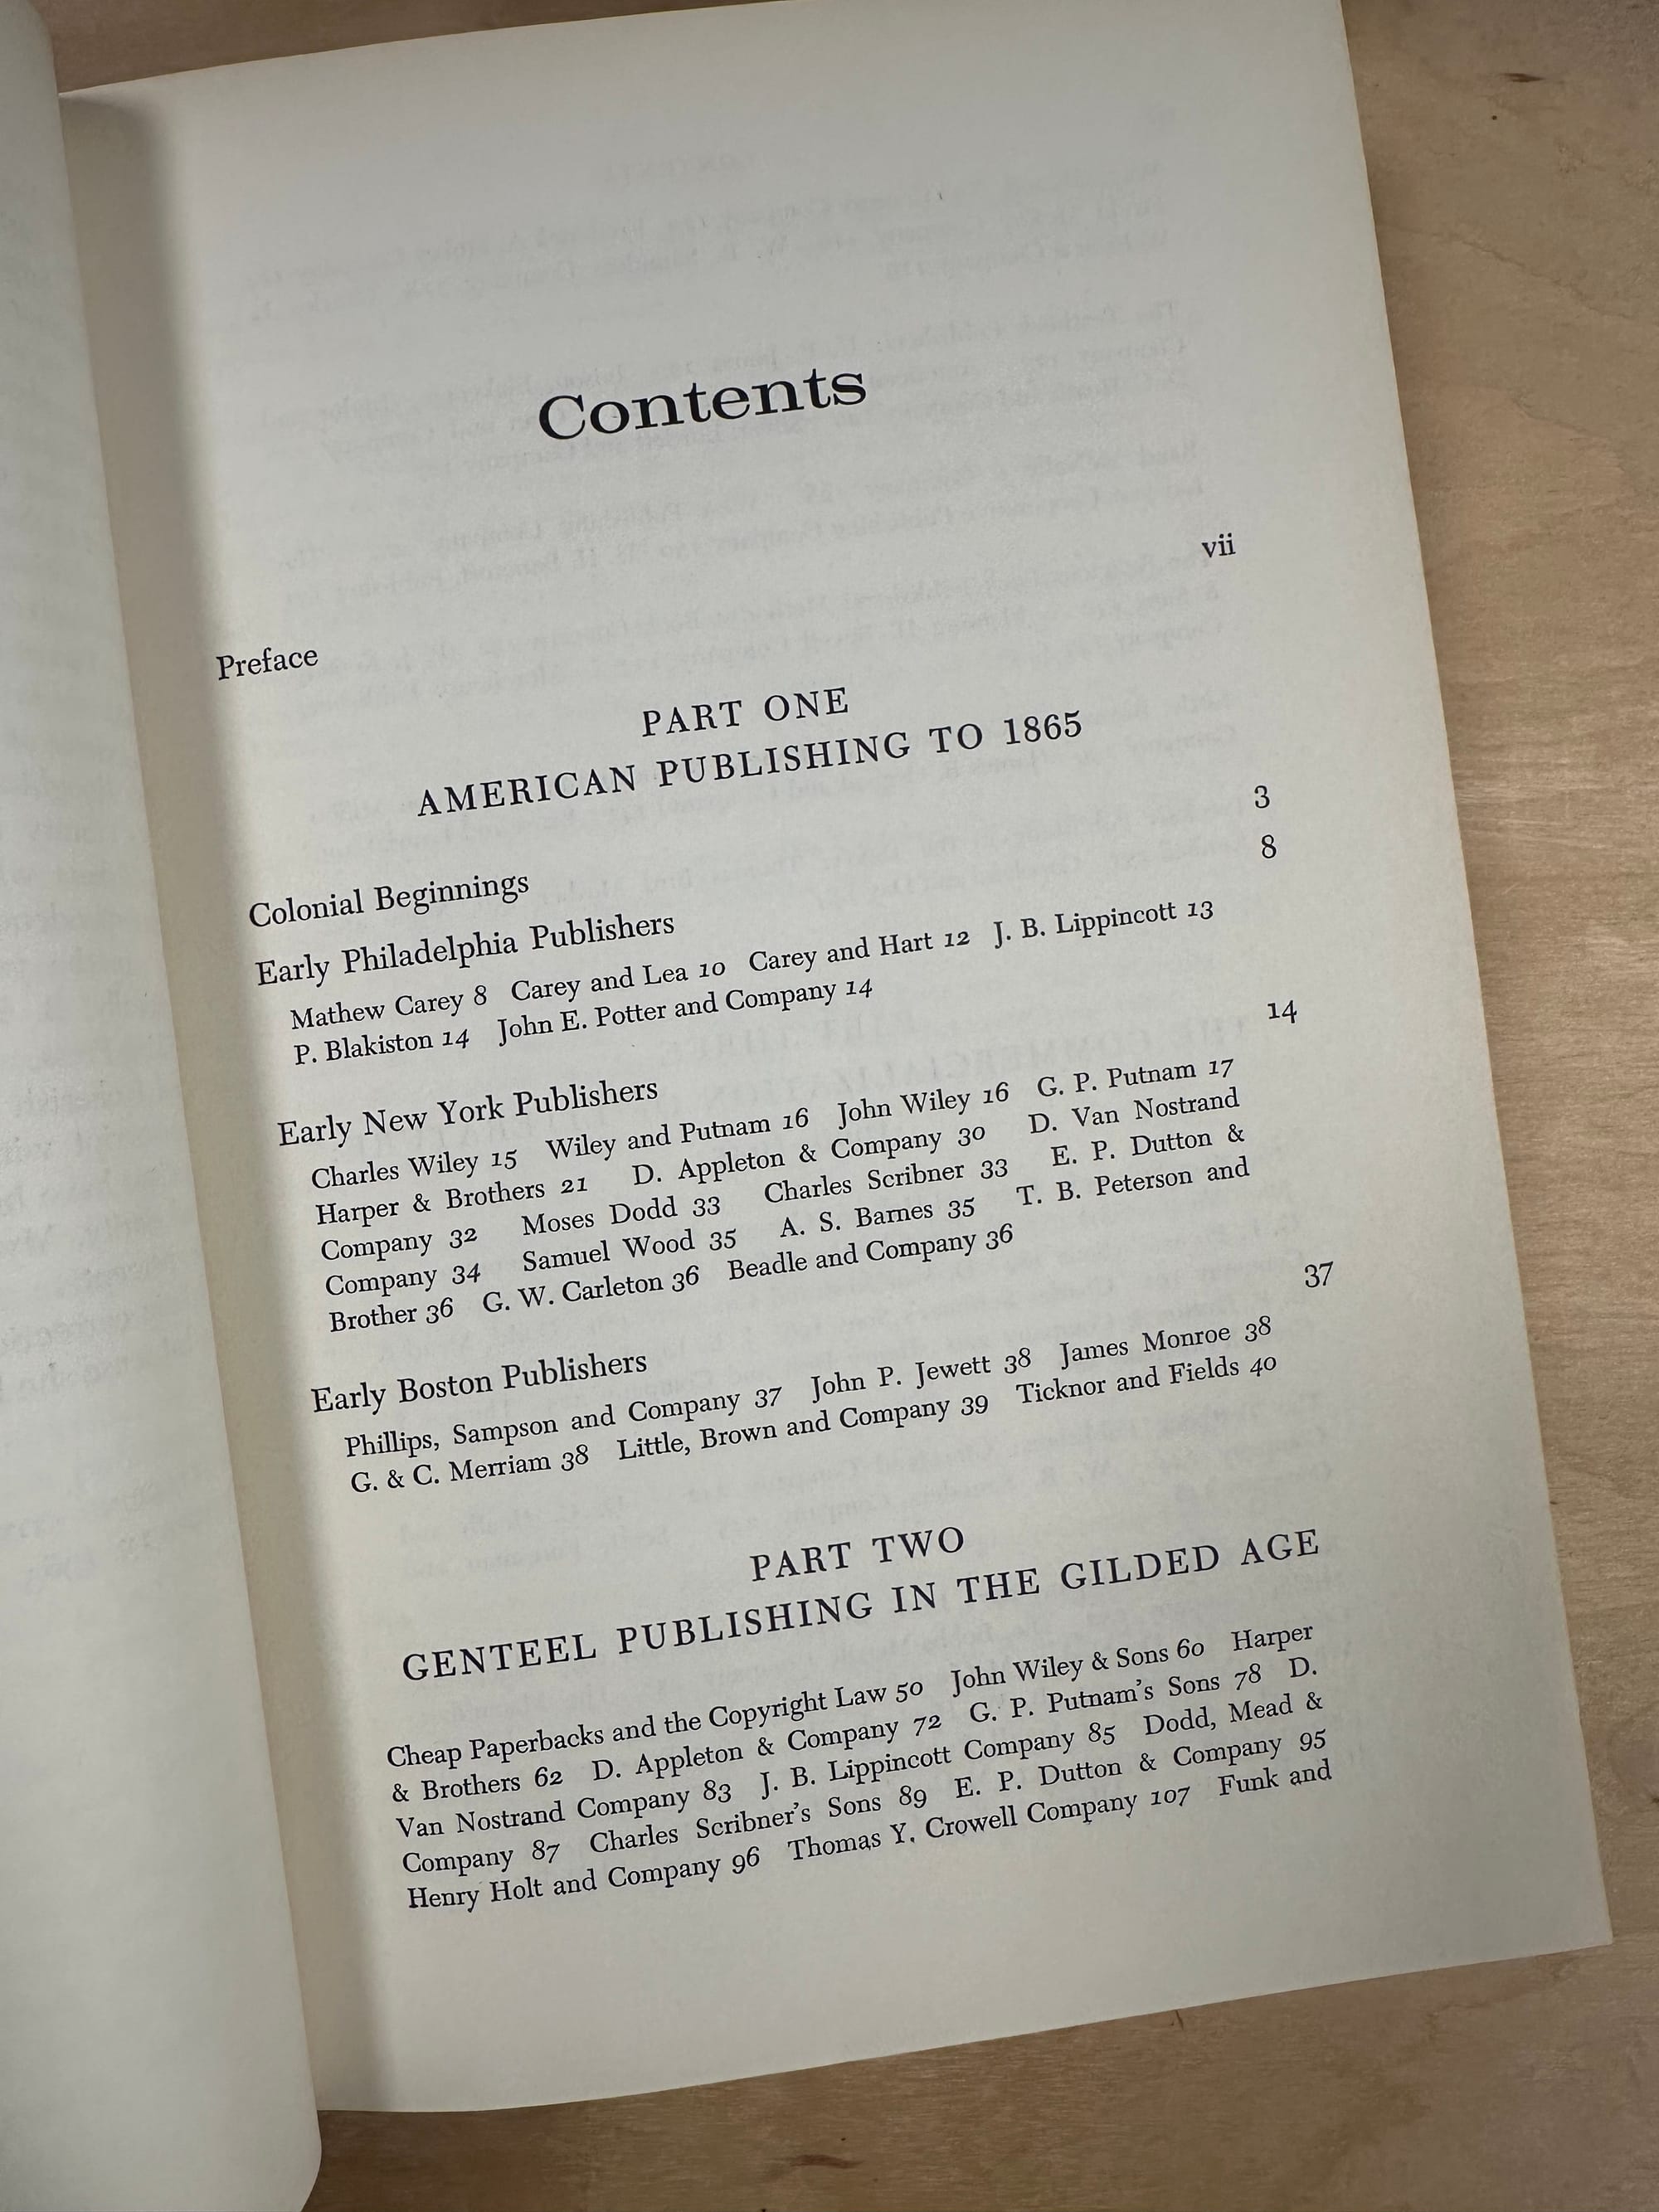 Contents
Preface vii
PART ONE
AMERICAN PUBLISHING TO 1865
Colonial Beginnings 3
Early Philadelphia Publishers 8
Mathew Carey 8 Carey and Lea 10 Carey and Hart 12 J. B. Lippincott 13
P. Blakiston 14 John E. Potter and Company 14
Early New York Publishers 14
Charles Wiley 15 Wiley and Putnam 16 John Wiley 16 G. P. Putnam 17
Harper & Brothers 21 D. Appleton & Company 30 D. Van Nostrand
Company 32 Moses Dodd 33 Charles Scribner 33 E. P. Dutton &
Company 34 Samuel Wood 35 A. S. Barnes 35 T. B. Peterson and
Brother 36 G. W. Carleton 36 Beadle and Company 36
Early Boston Publishers 37
Phillips, Sampson and Company 37 John P. Jewett 38 James Monroe 38
G. & C. Merriam 38 Little, Brown and Company 39 Ticknor and Fields 40
PART TWO
GENTEEL PUBLISHING IN THE GILDED AGE
Cheap Paperbacks and the Copyright Law 50 John Wiley & Sons 60 Harper
& Brothers 62 D. Appleton & Company 72 G. P. Putnam's Sons 78 D.
Van Nostrand Company 83 J. B. Lippincott Company 85 Dodd, Mead &
Company 87 Charles Scribner's Sons 89 E. P. Dutton & Company 95
Henry Holt and Company 96 Thomas Y. Crowell Company 107 Funk and